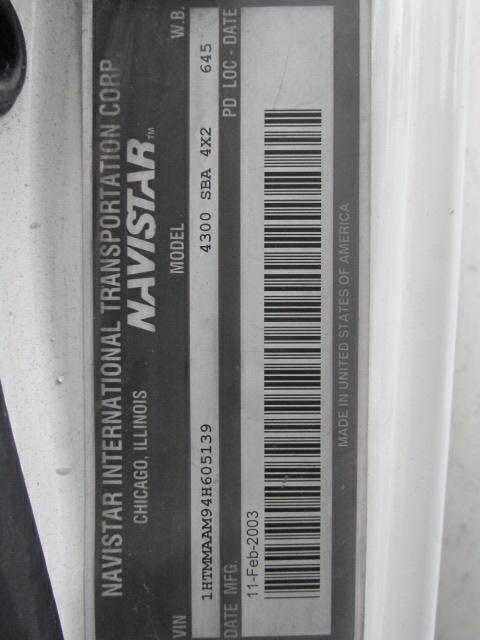 NAVISTAR INTERNATIONAL TRANSPORTATION CORP.
CHICAGO, ILLINOIS NAVISTAR™
VIN MODEL W.B.
1HTMMAAM94H605139 4300 SBA 4X2 645
DATE MFG. PD LOC - DATE
11-Feb-2003
MADE IN UNITED STATES OF AMERICA